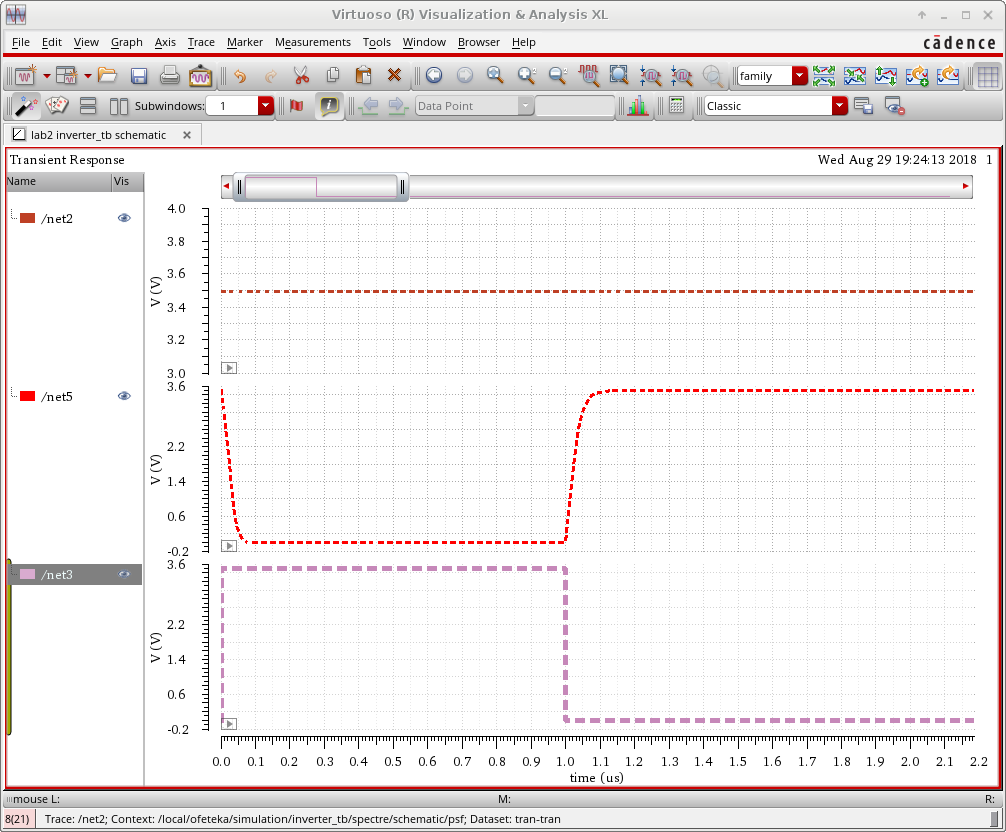 Virtuoso (R) Visualization & Analysis XL
File Edit View Graph Axis Trace Marker Measurements Tools Window Browser Help
cādence
family
Subwindows: 1 Data Point Classic
lab2 inverter_tb schematic
Transient Response Wed Aug 29 19:24:13 2018 1
Name Vis
/net2
4.0
3.8
3.6
V (V)
3.4
3.2
3.0
/net5
3.6
2.2
V (V)
1.4
0.6
-0.2
/net3
3.6
2.2
V (V)
1.4
0.6
-0.2
0.0 0.1 0.2 0.3 0.4 0.5 0.6 0.7 0.8 0.9 1.0 1.1 1.2 1.3 1.4 1.5 1.6 1.7 1.8 1.9 2.0 2.1 2.2
time (us)
mouse L: M: R:
8(21) Trace: /net2; Context: /local/ofeteka/simulation/inverter_tb/spectre/schematic/psf; Dataset: tran-tran